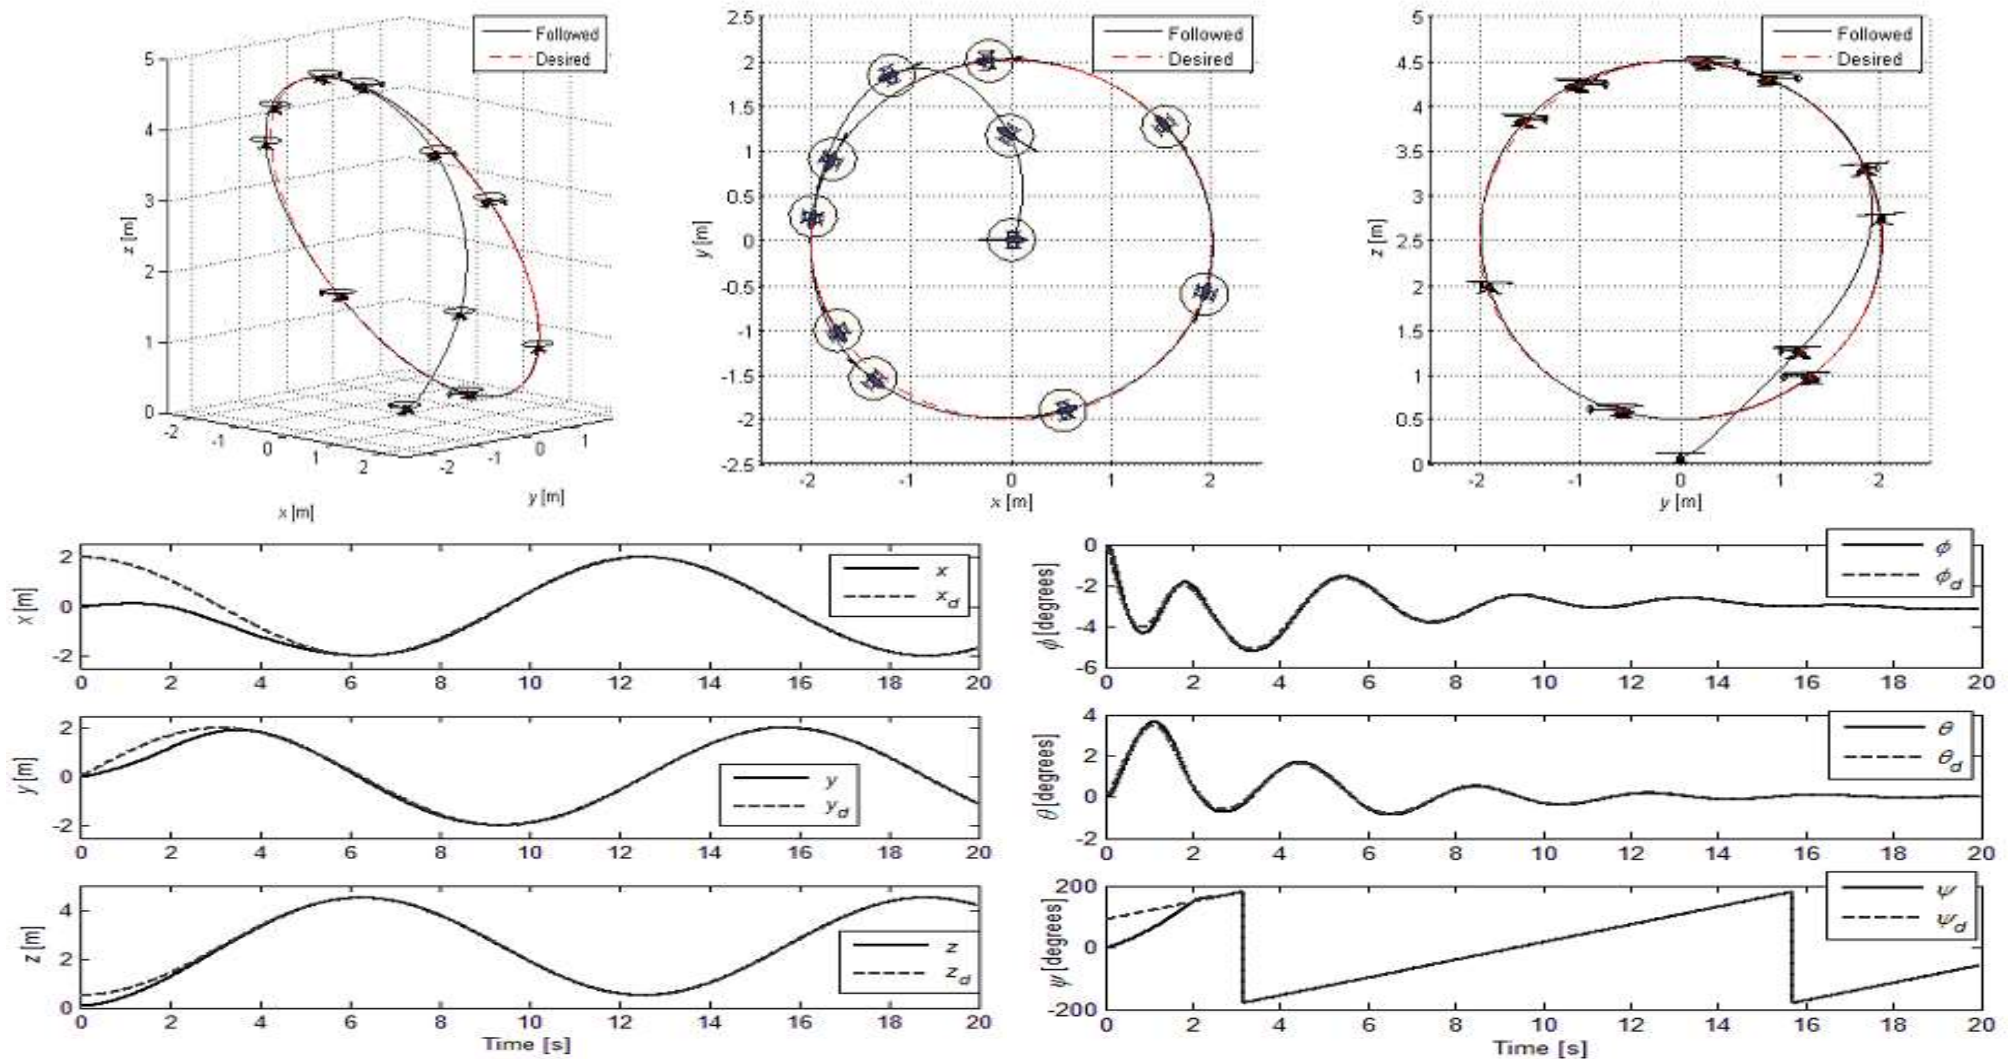 Followed
Desired
5
4
3
2
1
0
z [m]
-2
-1
0
1
2
x [m]
-2
-1
0
1
y [m]
Followed
Desired
2.5
2
1.5
1
0.5
0
-0.5
-1
-1.5
-2
-2.5
y [m]
-2 -1 0 1 2
x [m]
Followed
Desired
5
4.5
4
3.5
3
2.5
2
1.5
1
0.5
0
z [m]
-2 -1 0 1 2
y [m]
2
0
-2
x [m]
x
x_d
0 2 4 6 8 10 12 14 16 18 20
2
0
-2
y [m]
y
y_d
0 2 4 6 8 10 12 14 16 18 20
4
2
0
z [m]
z
z_d
0 2 4 6 8 10 12 14 16 18 20
Time [s]
0
-2
-4
-6
ϕ [degrees]
ϕ
ϕ_d
0 2 4 6 8 10 12 14 16 18 20
4
2
0
-2
θ [degrees]
θ
θ_d
0 2 4 6 8 10 12 14 16 18 20
200
0
-200
ψ [degrees]
ψ
ψ_d
0 2 4 6 8 10 12 14 16 18 20
Time [s]